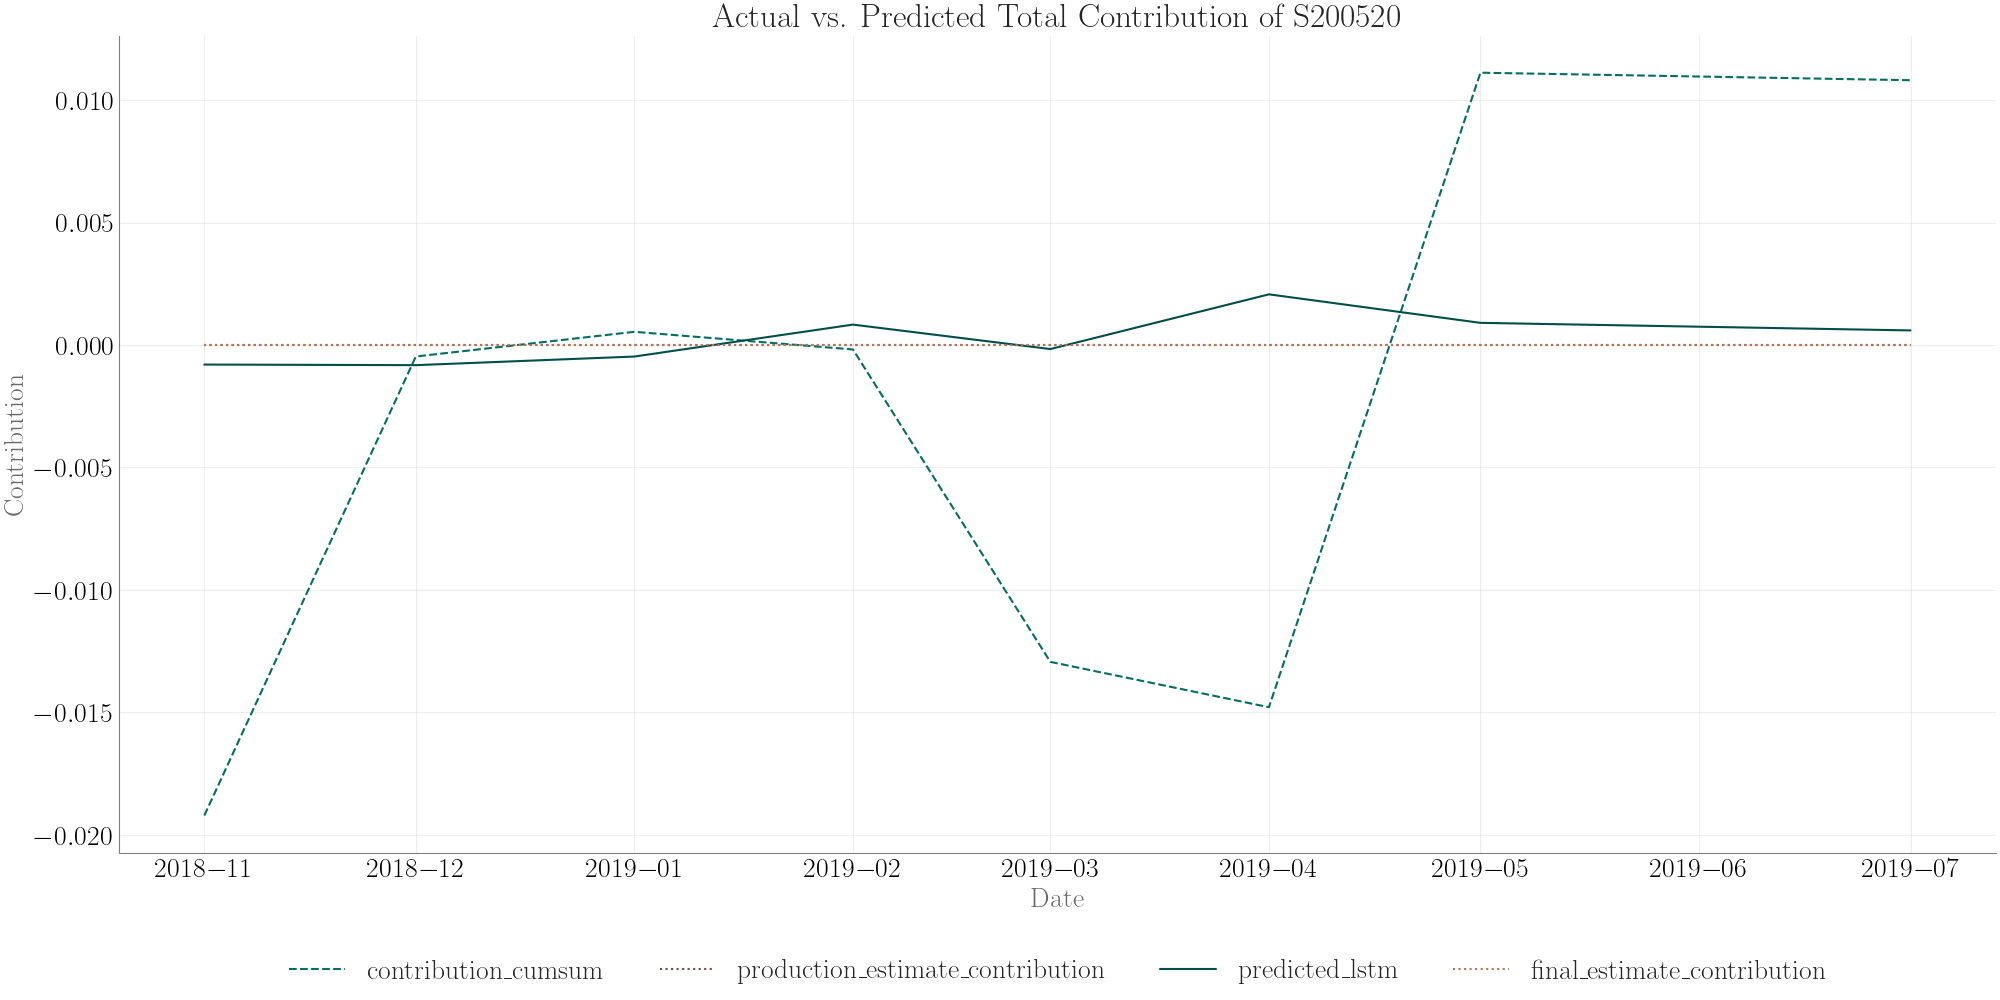 Actual vs. Predicted Total Contribution of S200520
0.010
0.005
0.000
−0.005
−0.010
−0.015
−0.020
Contribution
2018−11 2018−12 2019−01 2019−02 2019−03 2019−04 2019−05 2019−06 2019−07
Date
contribution_cumsum production_estimate_contribution predicted_lstm final_estimate_contribution